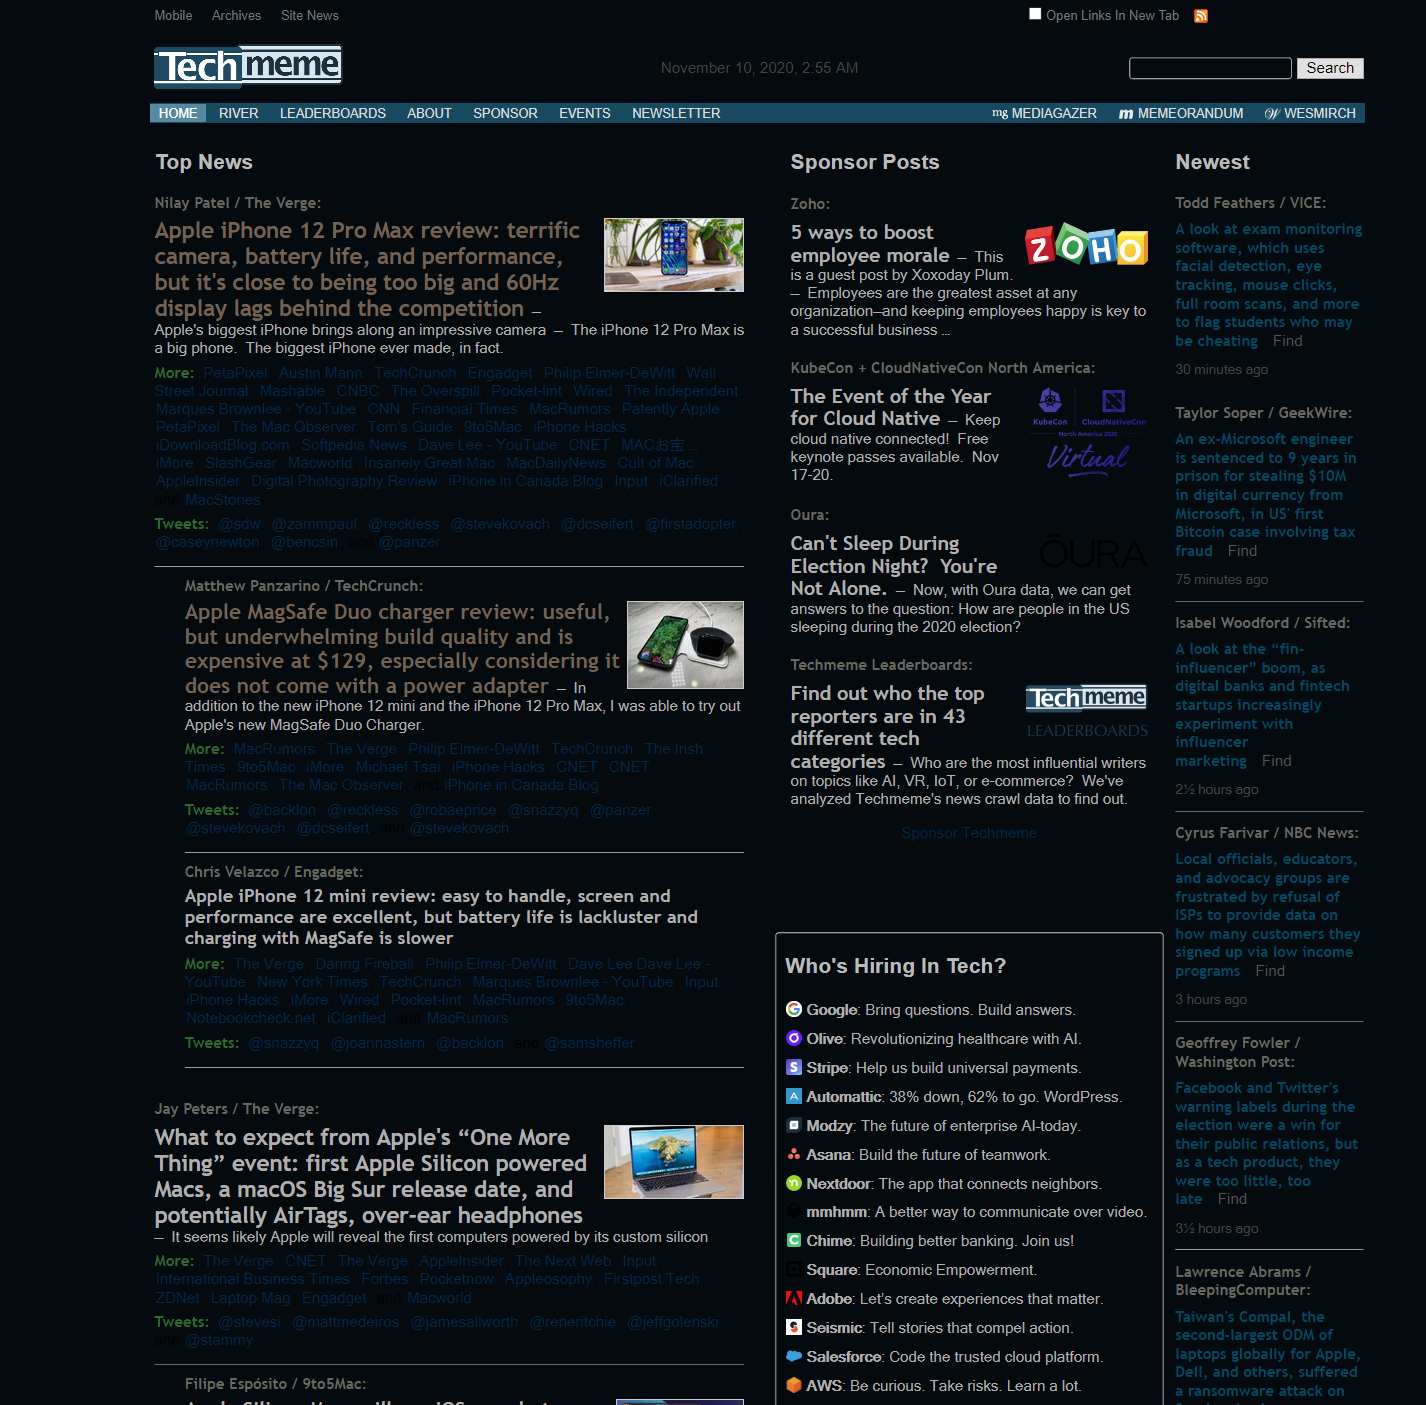 Mobile Archives Site News
Open Links In New Tab
Techmeme
November 10, 2020, 2:55 AM
Search
HOME RIVER LEADERBOARDS ABOUT SPONSOR EVENTS NEWSLETTER
mg MEDIAGAZER m MEMEORANDUM W WESMIRCH
Top News
Nilay Patel / The Verge:
Apple iPhone 12 Pro Max review: terrific
camera, battery life, and performance,
but it's close to being too big and 60Hz
display lags behind the competition –
Apple's biggest iPhone brings along an impressive camera – The iPhone 12 Pro Max is
a big phone. The biggest iPhone ever made, in fact.
More: PetaPixel Austin Mann TechCrunch Engadget Philip Elmer-DeWitt Wall
Street Journal Mashable CNBC The Overspill Pocket-lint Wired The Independent
Marques Brownlee - YouTube CNN Financial Times MacRumors Patently Apple
PetaPixel The Mac Observer Tom's Guide 9to5Mac iPhone Hacks
iDownloadBlog.com Softpedia News Dave Lee - YouTube CNET MACお宝 ...
iMore SlashGear Macworld Insanely Great Mac MacDailyNews Cult of Mac
AppleInsider Digital Photography Review iPhone in Canada Blog Input iClarified
and MacStories
Tweets: @sdw @zammpaul @reckless @stevekovach @dcseifert @firstadopter
@caseynewton @bencsin and @panzer
Matthew Panzarino / TechCrunch:
Apple MagSafe Duo charger review: useful,
but underwhelming build quality and is
expensive at $129, especially considering it
does not come with a power adapter – In
addition to the new iPhone 12 mini and the iPhone 12 Pro Max, I was able to try out
Apple's new MagSafe Duo Charger.
More: MacRumors The Verge Philip Elmer-DeWitt TechCrunch The Irish
Times 9to5Mac iMore Michael Tsai iPhone Hacks CNET CNET
MacRumors The Mac Observer and iPhone in Canada Blog
Tweets: @backlon @reckless @robaeprice @snazzyq @panzer
@stevekovach @dcseifert and @stevekovach
Chris Velazco / Engadget:
Apple iPhone 12 mini review: easy to handle, screen and
performance are excellent, but battery life is lackluster and
charging with MagSafe is slower
More: The Verge Daring Fireball Philip Elmer-DeWitt Dave Lee Dave Lee -
YouTube New York Times TechCrunch Marques Brownlee - YouTube Input
iPhone Hacks iMore Wired Pocket-lint MacRumors 9to5Mac
Notebookcheck.net iClarified and MacRumors
Tweets: @snazzyq @joannastern @backlon and @samsheffer
Jay Peters / The Verge:
What to expect from Apple's “One More
Thing” event: first Apple Silicon powered
Macs, a macOS Big Sur release date, and
potentially AirTags, over-ear headphones
– It seems likely Apple will reveal the first computers powered by its custom silicon
More: The Verge CNET The Verge AppleInsider The Next Web Input
International Business Times Forbes Pocketnow Appleosophy Firstpost Tech
ZDNet Laptop Mag Engadget and Macworld
Tweets: @stevesi @mattmedeiros @jamesallworth @reneritchie @jeffgolenski
and @stammy
Filipe Espósito / 9to5Mac:
Sponsor Posts
Zoho:
5 ways to boost
employee morale – This
is a guest post by Xoxoday Plum.
– Employees are the greatest asset at any
organization—and keeping employees happy is key to
a successful business ...
ZOHO
KubeCon + CloudNativeCon North America:
The Event of the Year
for Cloud Native – Keep
cloud native connected! Free
keynote passes available. Nov
17-20.
KubeCon CloudNativeCon
North America 2020
Virtual
Oura:
Can't Sleep During
Election Night? You're
Not Alone. – Now, with Oura data, we can get
answers to the question: How are people in the US
sleeping during the 2020 election?
ŌURA
Techmeme Leaderboards:
Find out who the top
reporters are in 43
different tech
categories – Who are the most influential writers
on topics like AI, VR, IoT, or e-commerce? We've
analyzed Techmeme's news crawl data to find out.
Techmeme
LEADERBOARDS
Sponsor Techmeme
Who's Hiring In Tech?
Google: Bring questions. Build answers.
Olive: Revolutionizing healthcare with AI.
Stripe: Help us build universal payments.
Automattic: 38% down, 62% to go. WordPress.
Modzy: The future of enterprise AI-today.
Asana: Build the future of teamwork.
Nextdoor: The app that connects neighbors.
mmhmm: A better way to communicate over video.
Chime: Building better banking. Join us!
Square: Economic Empowerment.
Adobe: Let's create experiences that matter.
Seismic: Tell stories that compel action.
Salesforce: Code the trusted cloud platform.
AWS: Be curious. Take risks. Learn a lot.
Newest
Todd Feathers / VICE:
A look at exam monitoring
software, which uses
facial detection, eye
tracking, mouse clicks,
full room scans, and more
to flag students who may
be cheating Find
30 minutes ago
Taylor Soper / GeekWire:
An ex-Microsoft engineer
is sentenced to 9 years in
prison for stealing $10M
in digital currency from
Microsoft, in US' first
Bitcoin case involving tax
fraud Find
75 minutes ago
Isabel Woodford / Sifted:
A look at the “fin-
influencer” boom, as
digital banks and fintech
startups increasingly
experiment with
influencer
marketing Find
2½ hours ago
Cyrus Farivar / NBC News:
Local officials, educators,
and advocacy groups are
frustrated by refusal of
ISPs to provide data on
how many customers they
signed up via low income
programs Find
3 hours ago
Geoffrey Fowler /
Washington Post:
Facebook and Twitter's
warning labels during the
election were a win for
their public relations, but
as a tech product, they
were too little, too
late Find
3½ hours ago
Lawrence Abrams /
BleepingComputer:
Taiwan's Compal, the
second-largest ODM of
laptops globally for Apple,
Dell, and others, suffered
a ransomware attack on